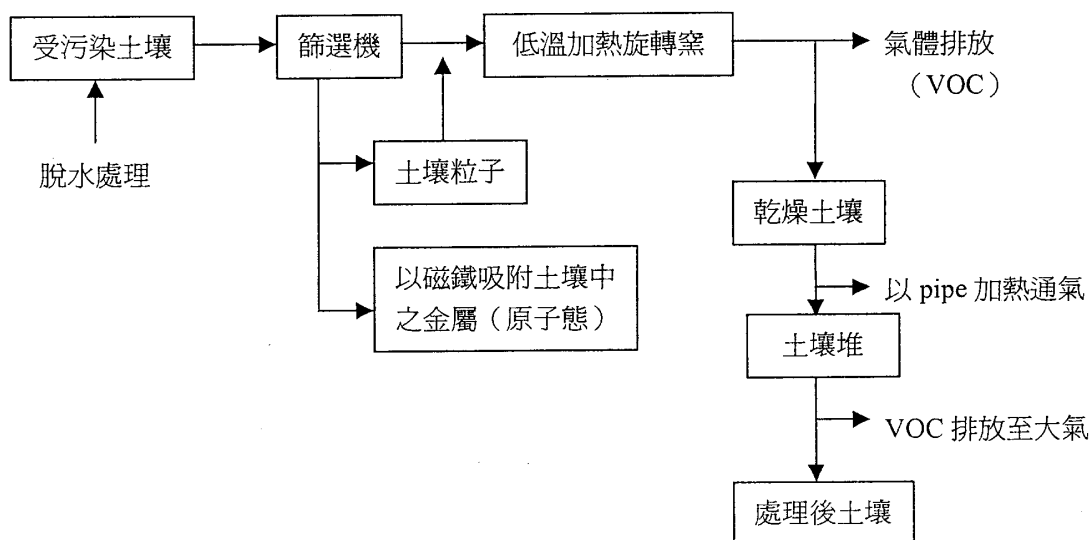 受污染土壤
篩選機
低溫加熱旋轉窯
氣體排放
（VOC）
脫水處理
土壤粒子
乾燥土壤
以磁鐵吸附土壤中
之金屬（原子態）
以 pipe 加熱通氣
土壤堆
VOC 排放至大氣
處理後土壤